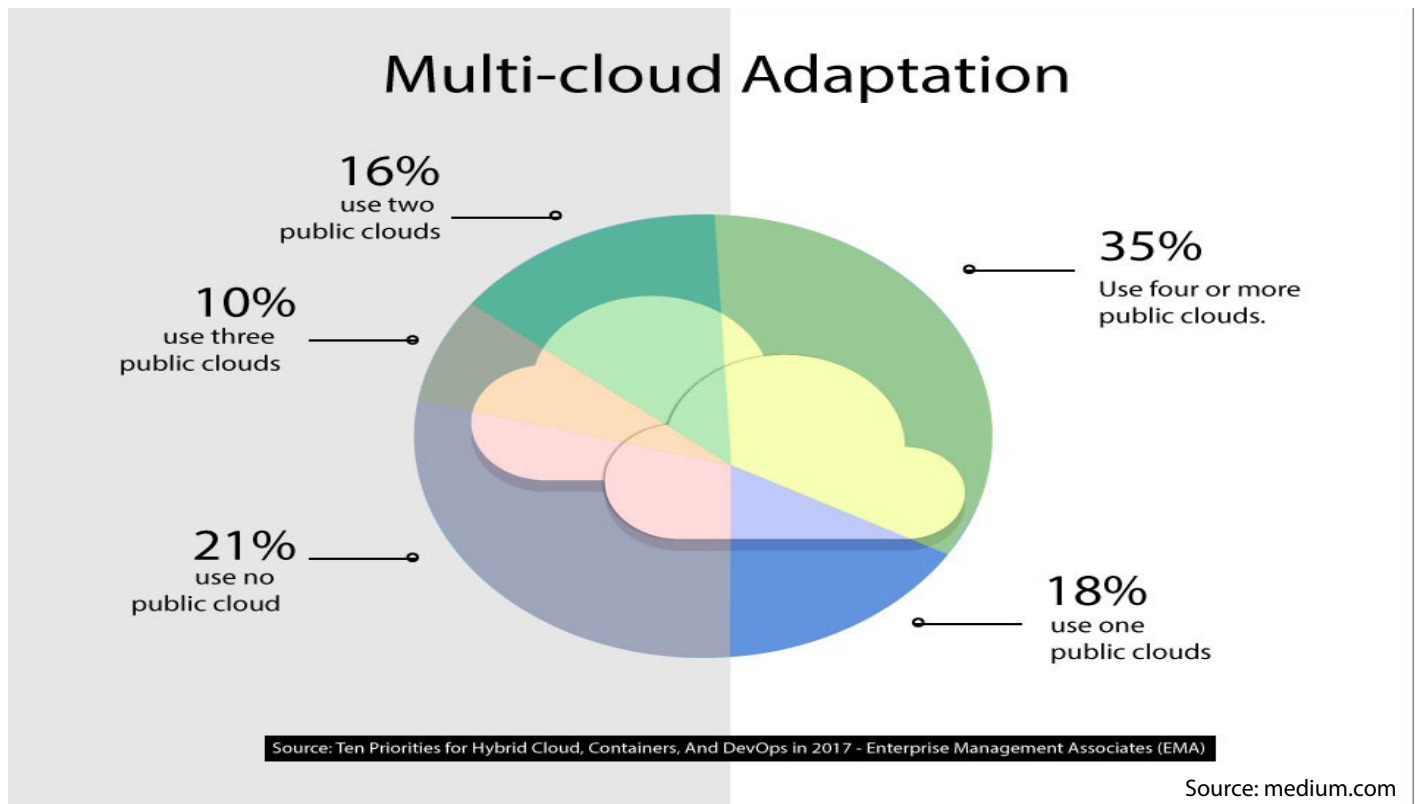 Multi-cloud Adaptation
16%
use two
public clouds
35%
Use four or more
public clouds.
10%
use three
public clouds
21%
use no
public cloud
18%
use one
public clouds
Source: Ten Priorities for Hybrid Cloud, Containers, And DevOps in 2017 - Enterprise Management Associates (EMA)
Source: medium.com